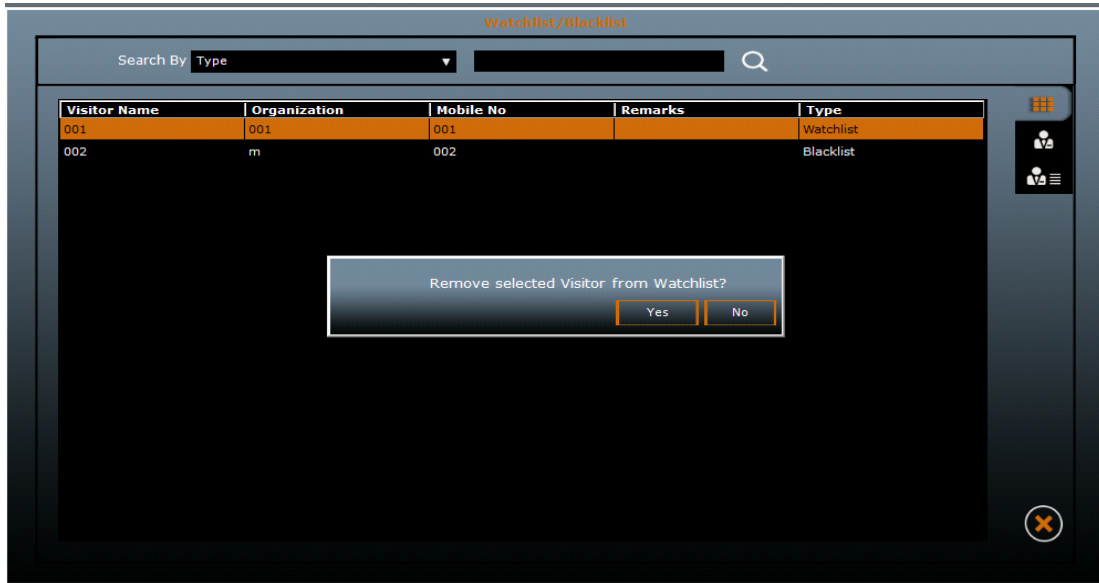 Watchlist/Blacklist
Search By Type
Visitor Name Organization Mobile No Remarks Type
001 001 001 Watchlist
002 m 002 Blacklist
Remove selected Visitor from Watchlist?
Yes No